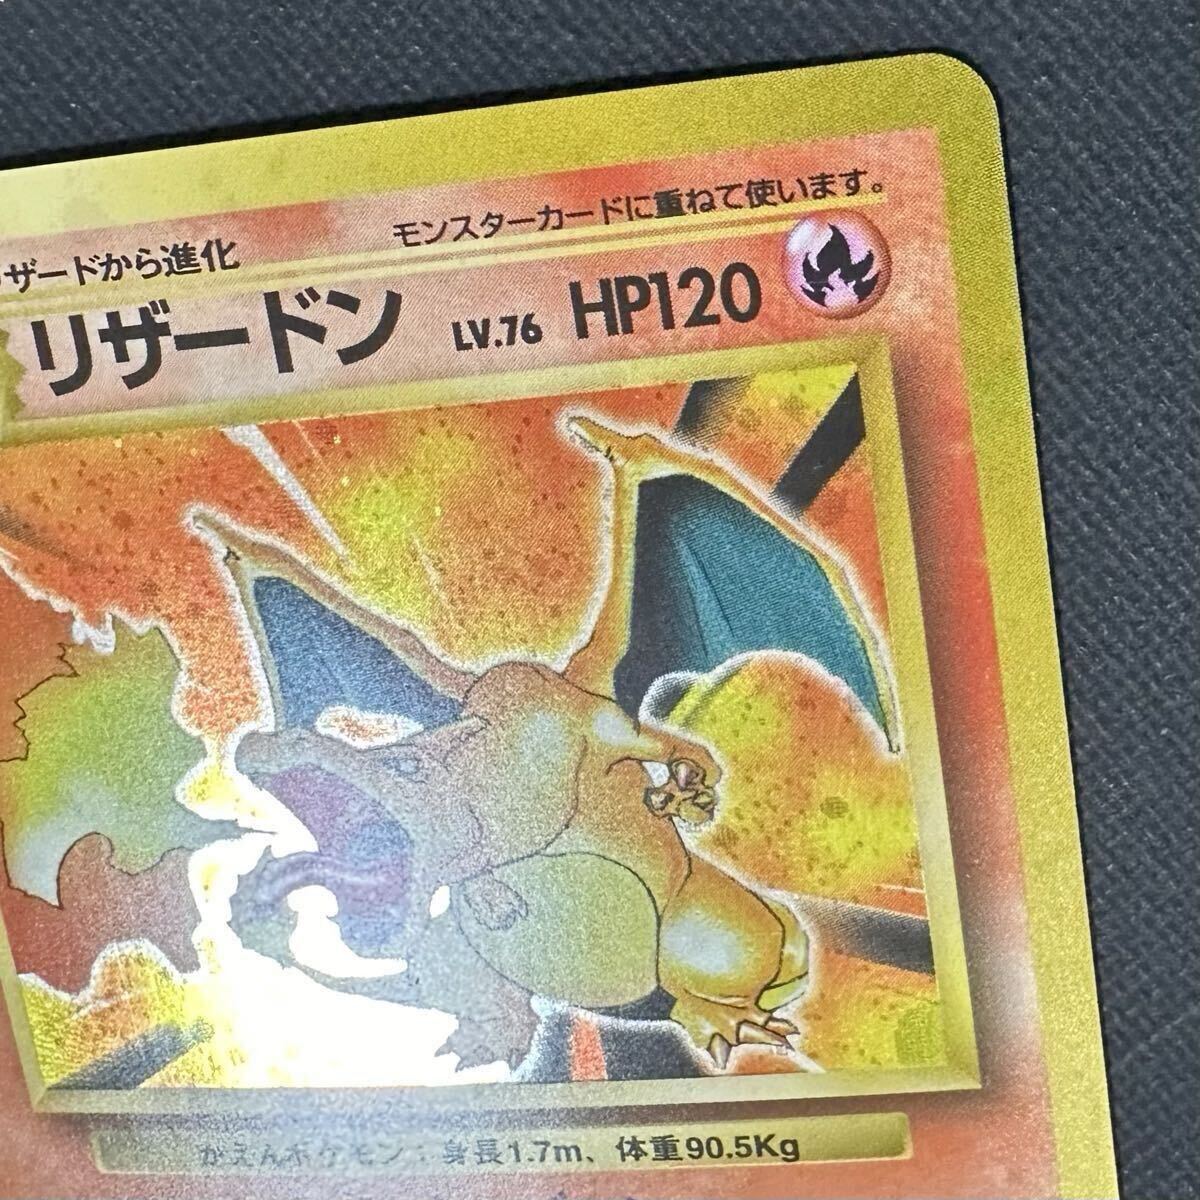 モンスターカードに重ねて使います。
ザードから進化
リザードン LV.76 HP120
かえんポケモン：身長1.7m、体重90.5Kg